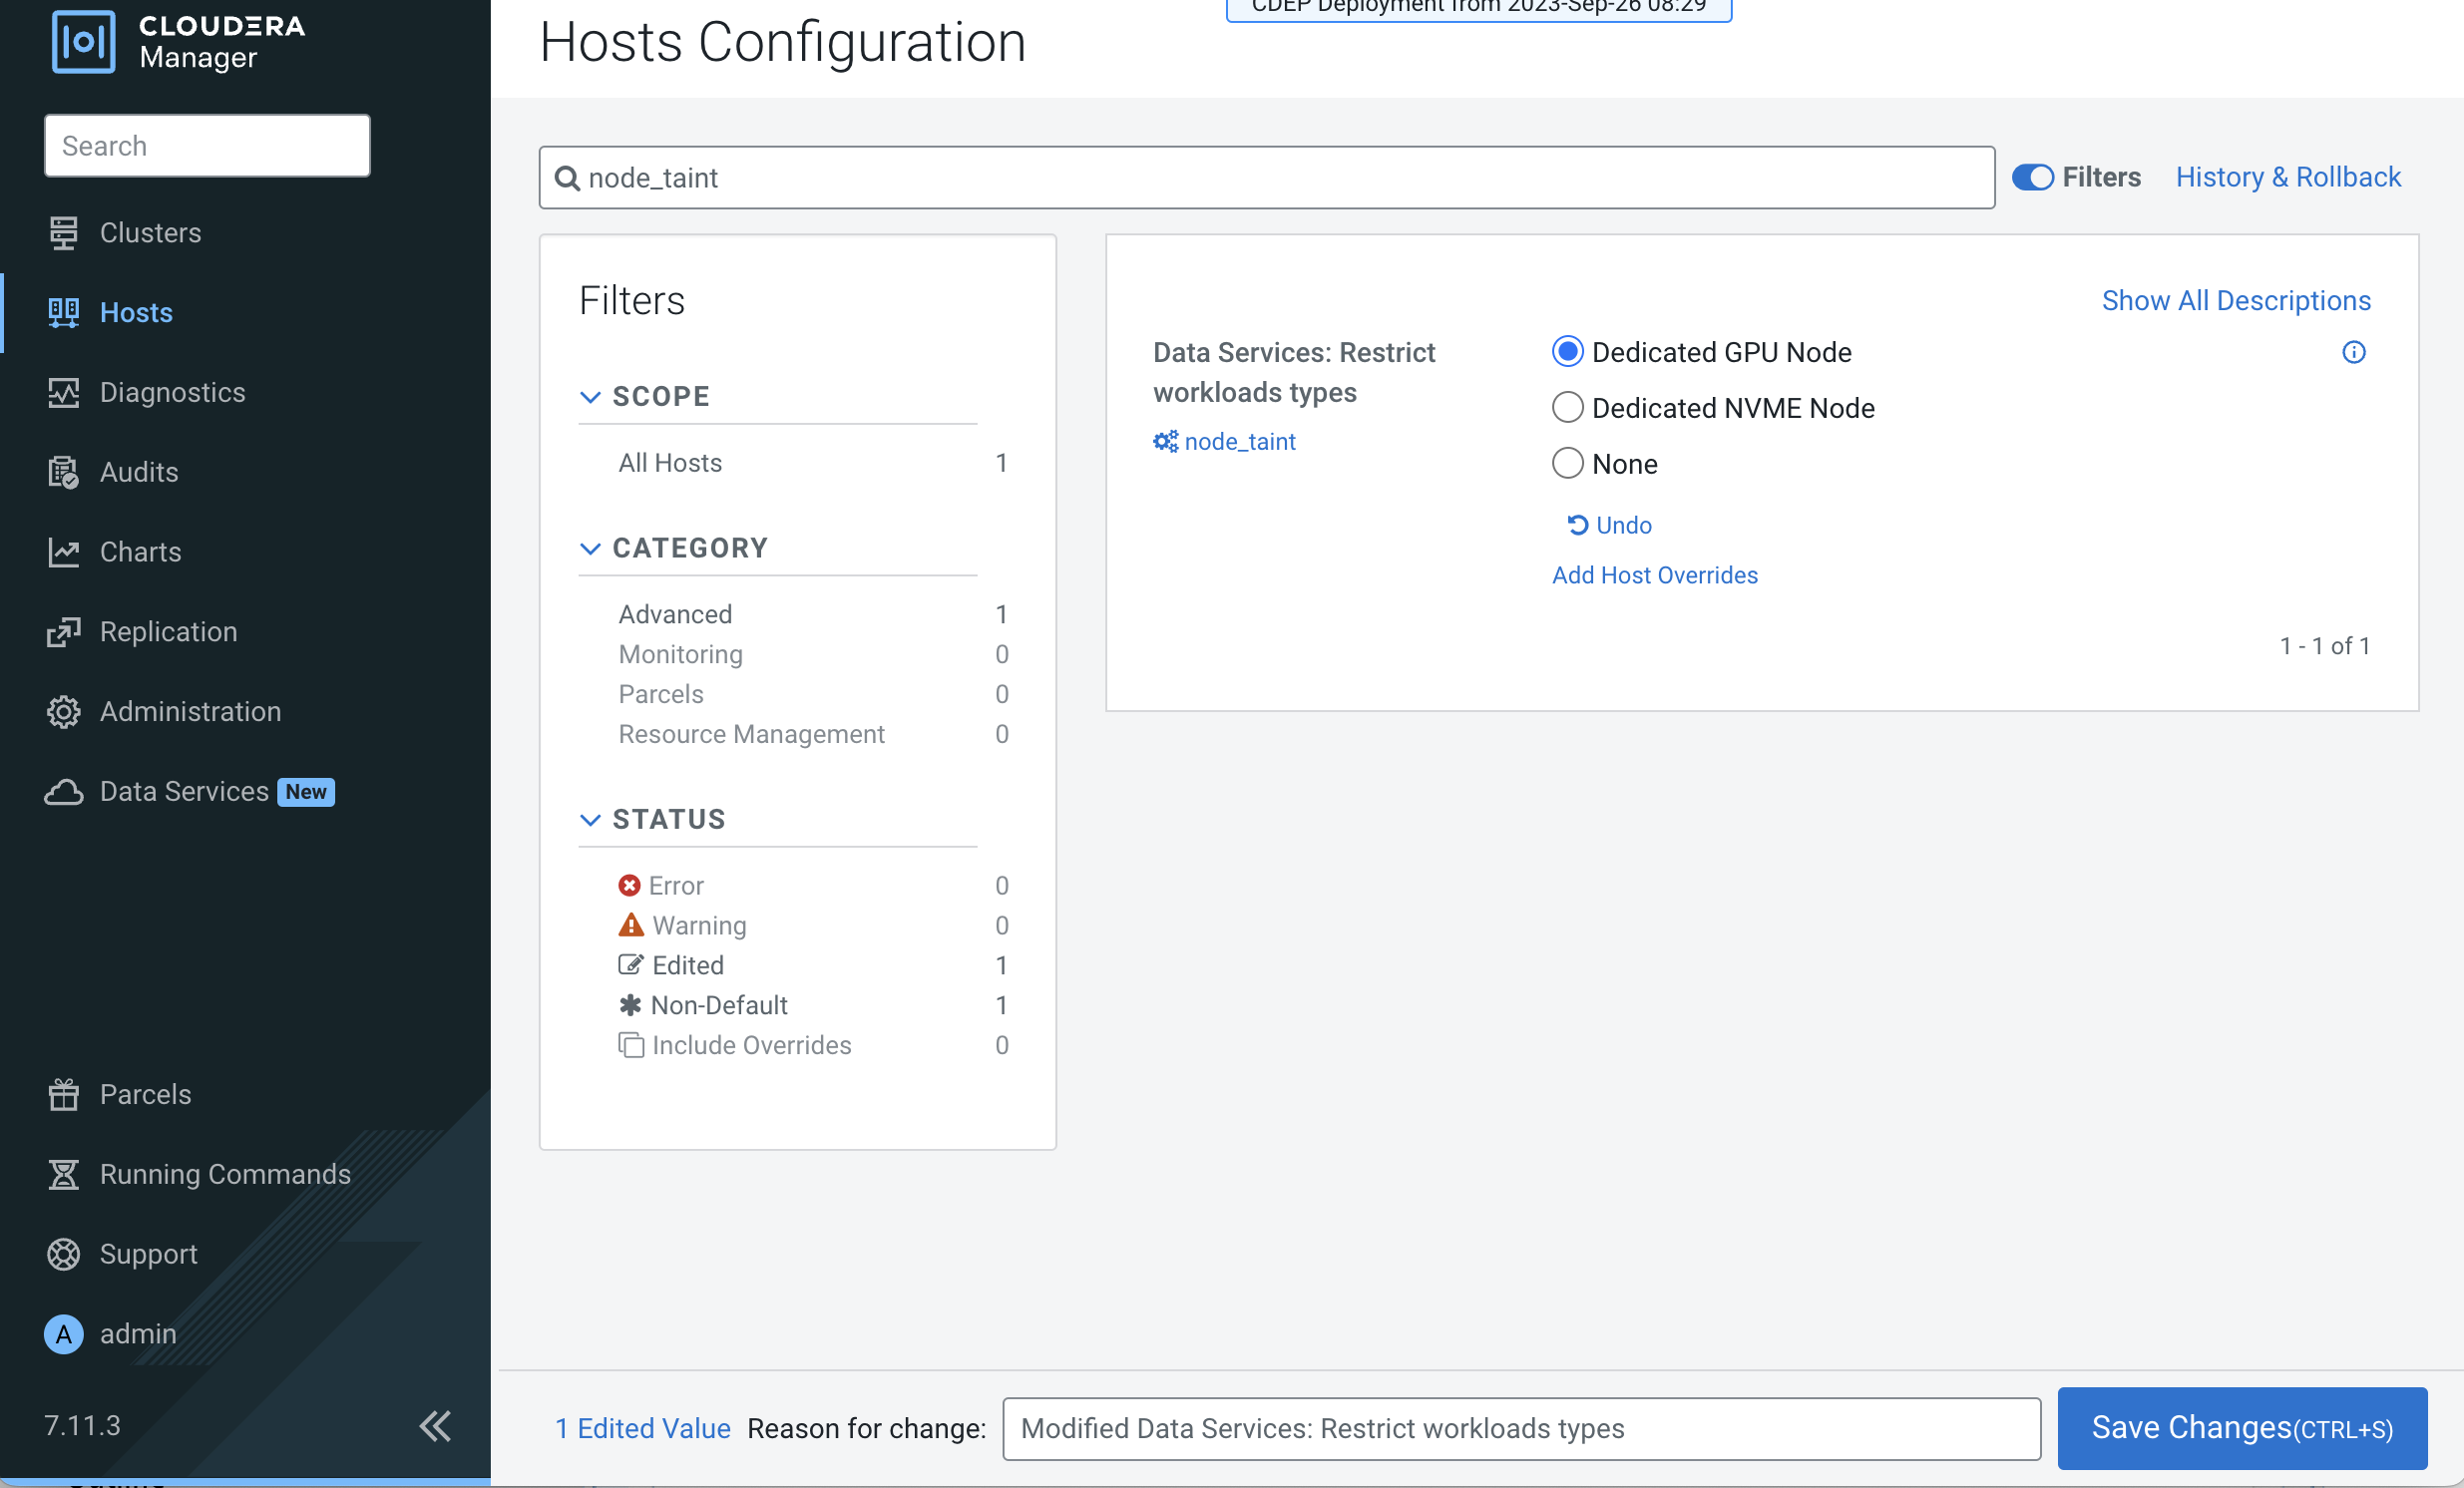 CLOUDERA
Manager
Search
Clusters
Hosts
Diagnostics
Audits
Charts
Replication
Administration
Data Services New
Parcels
Running Commands
Support
A admin
7.11.3
CDEP Deployment from 2023-Sep-26 08:29
Hosts Configuration
node_taint
Filters
History & Rollback
Filters
SCOPE
All Hosts 1
CATEGORY
Advanced 1
Monitoring 0
Parcels 0
Resource Management 0
STATUS
Error 0
Warning 0
Edited 1
Non-Default 1
Include Overrides 0
Show All Descriptions
Data Services: Restrict
workloads types
node_taint
Dedicated GPU Node
Dedicated NVME Node
None
Undo
Add Host Overrides
1 - 1 of 1
1 Edited Value Reason for change: Modified Data Services: Restrict workloads types
Save Changes(CTRL+S)